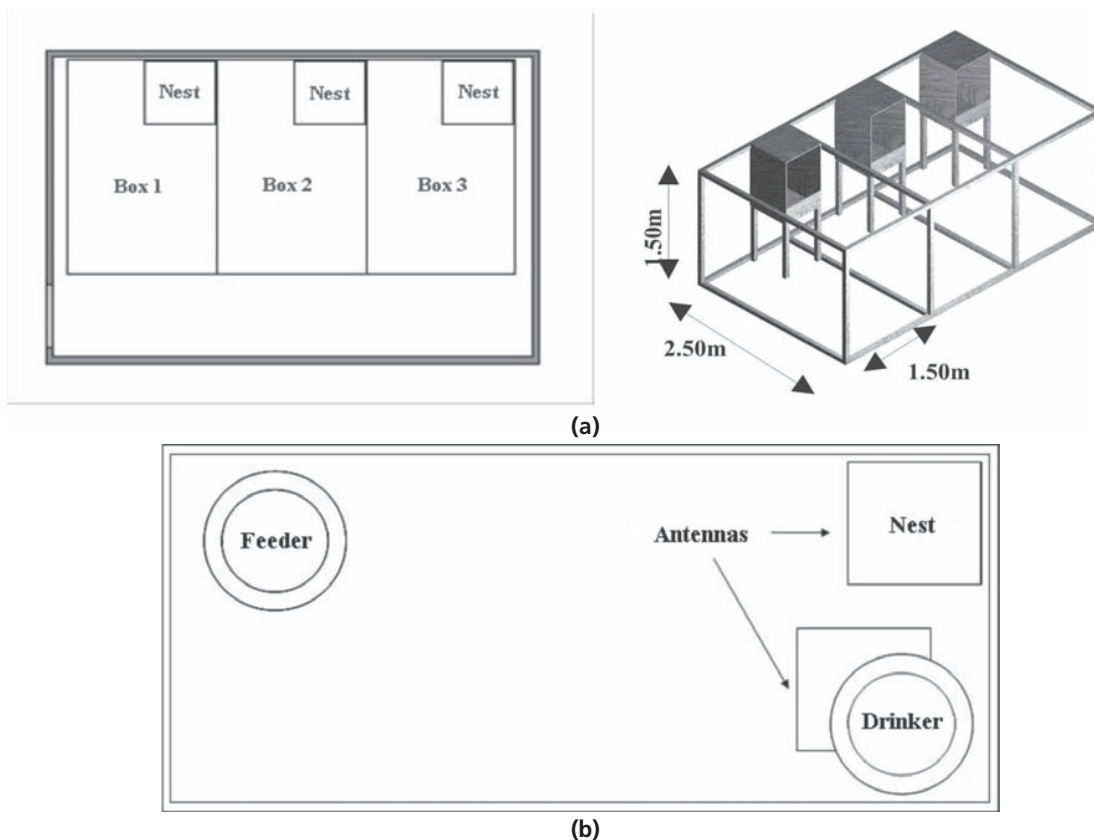 Nest
Nest
Nest
Box 1
Box 2
Box 3
1.50m
2.50m
1.50m
(a)
Feeder
Antennas
Nest
Drinker
(b)